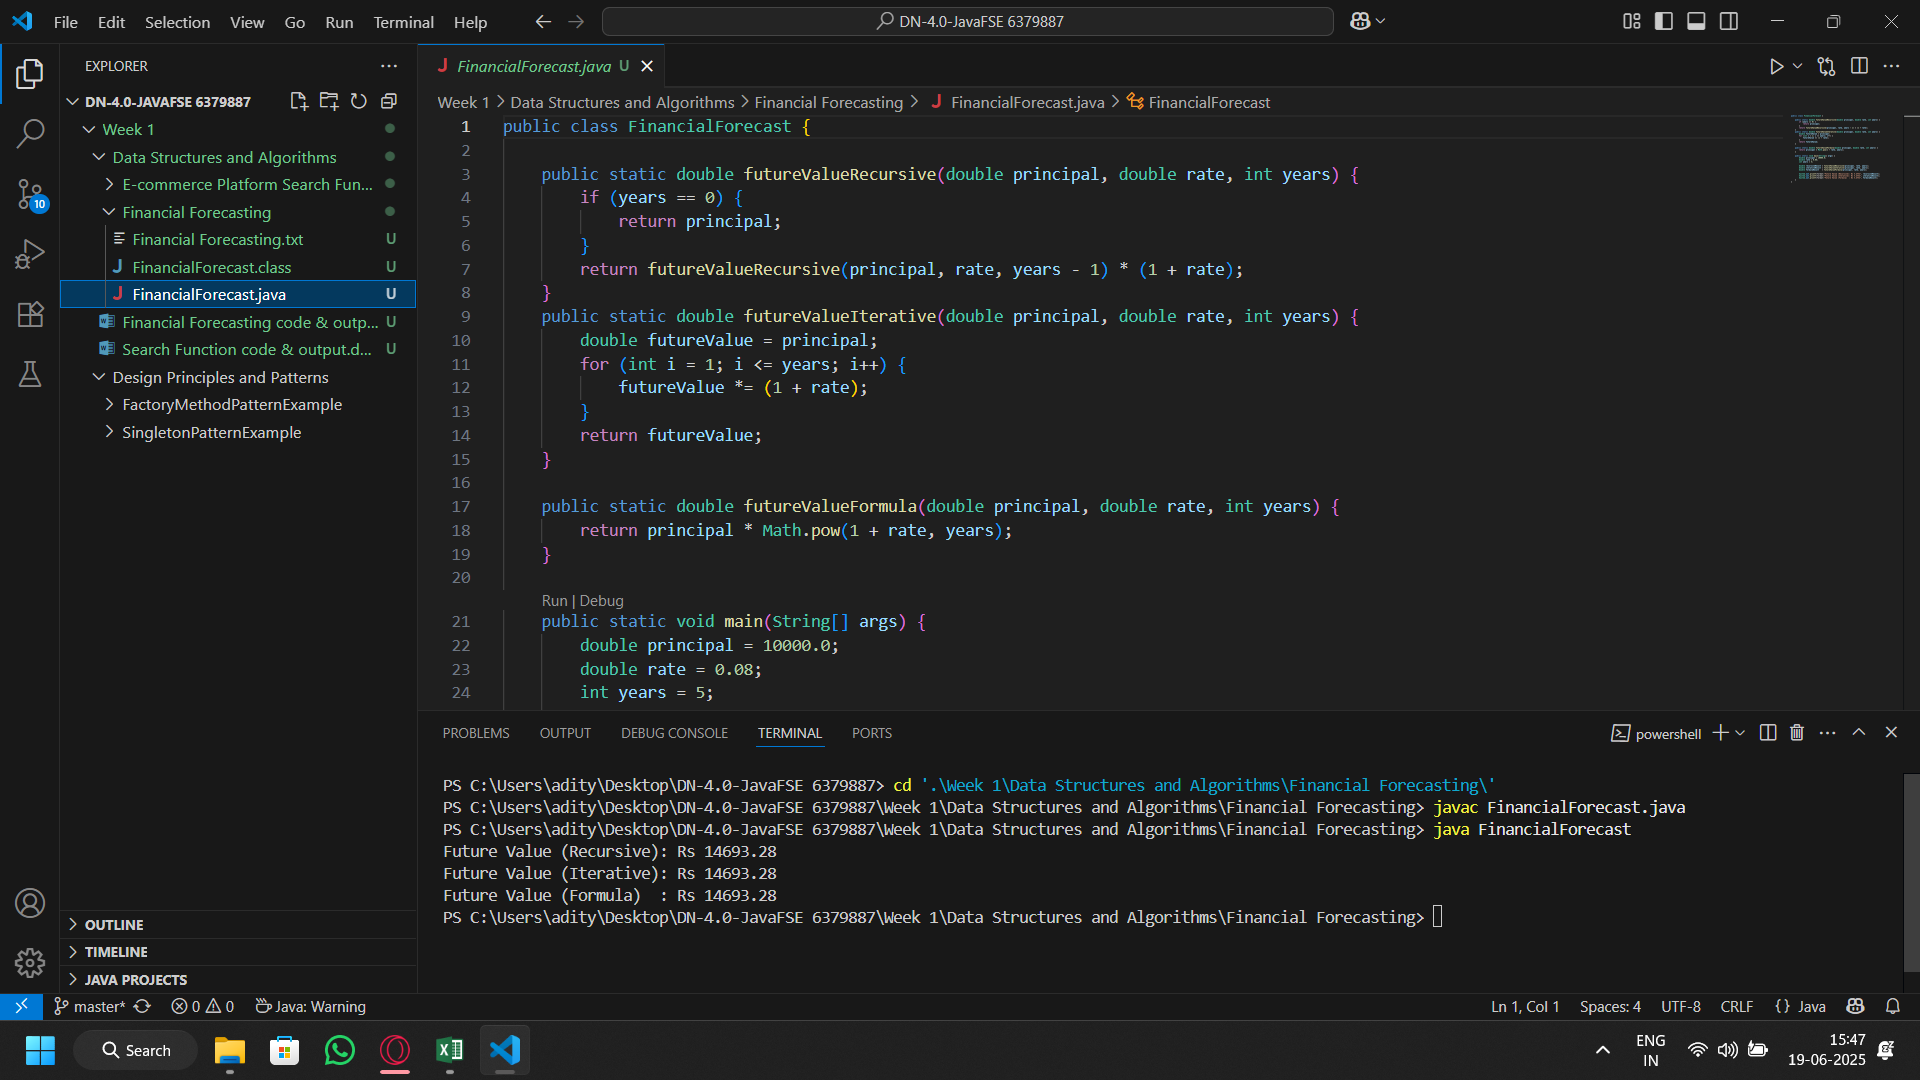 File Edit Selection View Go Run Terminal Help
DN-4.0-JavaFSE 6379887
EXPLORER
DN-4.0-JAVAFSE 6379887
Week 1
Data Structures and Algorithms
E-commerce Platform Search Fun...
Financial Forecasting
Financial Forecasting.txt U
J FinancialForecast.class U
J FinancialForecast.java U
Financial Forecasting code & outp... U
Search Function code & output.d... U
Design Principles and Patterns
FactoryMethodPatternExample
SingletonPatternExample
10
OUTLINE
TIMELINE
JAVA PROJECTS
J FinancialForecast.java U
Week 1 > Data Structures and Algorithms > Financial Forecasting > J FinancialForecast.java > FinancialForecast
1 public class FinancialForecast {
2
3 public static double futureValueRecursive(double principal, double rate, int years) {
4 if (years == 0) {
5 return principal;
6 }
7 return futureValueRecursive(principal, rate, years - 1) * (1 + rate);
8 }
9 public static double futureValueIterative(double principal, double rate, int years) {
10 double futureValue = principal;
11 for (int i = 1; i <= years; i++) {
12 futureValue *= (1 + rate);
13 }
14 return futureValue;
15 }
16
17 public static double futureValueFormula(double principal, double rate, int years) {
18 return principal * Math.pow(1 + rate, years);
19 }
20
Run | Debug
21 public static void main(String[] args) {
22 double principal = 10000.0;
23 double rate = 0.08;
24 int years = 5;
PROBLEMS OUTPUT DEBUG CONSOLE TERMINAL PORTS
powershell
PS C:\Users\adity\Desktop\DN-4.0-JavaFSE 6379887> cd '.\Week 1\Data Structures and Algorithms\Financial Forecasting\'
PS C:\Users\adity\Desktop\DN-4.0-JavaFSE 6379887\Week 1\Data Structures and Algorithms\Financial Forecasting> javac FinancialForecast.java
PS C:\Users\adity\Desktop\DN-4.0-JavaFSE 6379887\Week 1\Data Structures and Algorithms\Financial Forecasting> java FinancialForecast
Future Value (Recursive): Rs 14693.28
Future Value (Iterative): Rs 14693.28
Future Value (Formula)  : Rs 14693.28
PS C:\Users\adity\Desktop\DN-4.0-JavaFSE 6379887\Week 1\Data Structures and Algorithms\Financial Forecasting>
master* 0 0 Java: Warning
Ln 1, Col 1 Spaces: 4 UTF-8 CRLF {} Java
Search
ENG
IN
15:47
19-06-2025